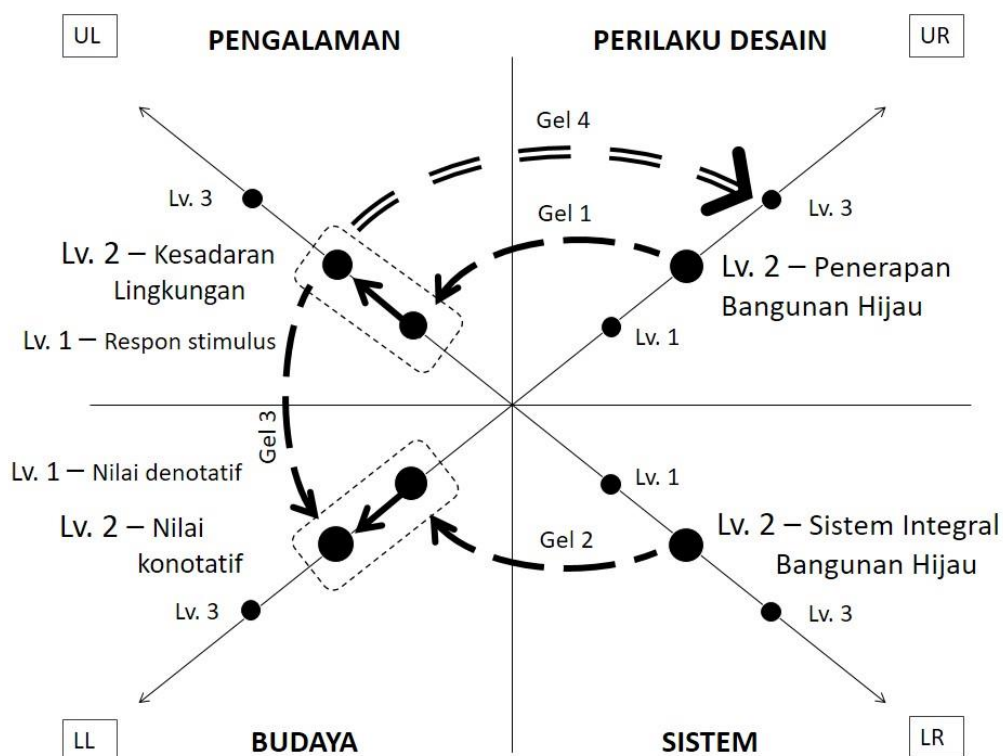 UL
PENGALAMAN
PERILAKU DESAIN
UR
Gel 4
Lv. 3
Gel 1
Lv. 3
Lv. 2 – Kesadaran
Lingkungan
Lv. 2 – Penerapan
Bangunan Hijau
Lv. 1 – Respon stimulus
Lv. 1
Gel 3
Lv. 1 – Nilai denotatif
Lv. 1
Lv. 2 – Nilai
konotatif
Gel 2
Lv. 2 – Sistem Integral
Bangunan Hijau
Lv. 3
Lv. 3
LL
BUDAYA
SISTEM
LR